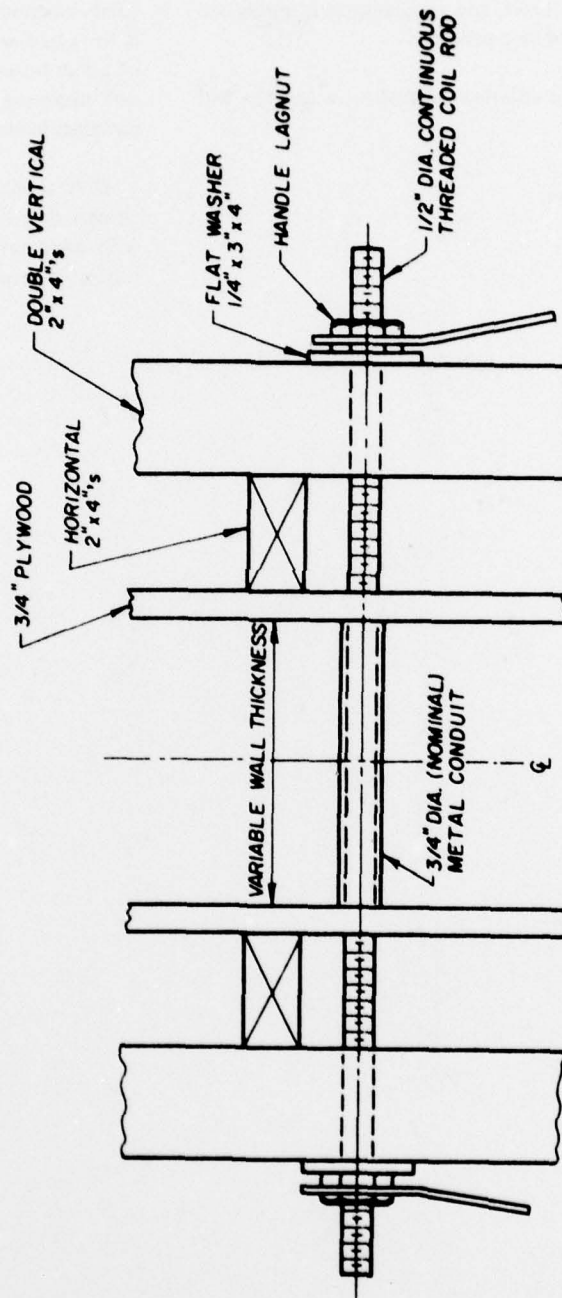 DOUBLE VERTICAL
2" x 4"'s
3/4" PLYWOOD
HORIZONTAL
2" x 4"'s
FLAT WASHER
1/4" x 3" x 4"
HANDLE LAGNUT
1/2" DIA. CONTINUOUS
THREADED COIL ROD
VARIABLE WALL THICKNESS
3/4" DIA. (NOMINAL)
METAL CONDUIT
℄